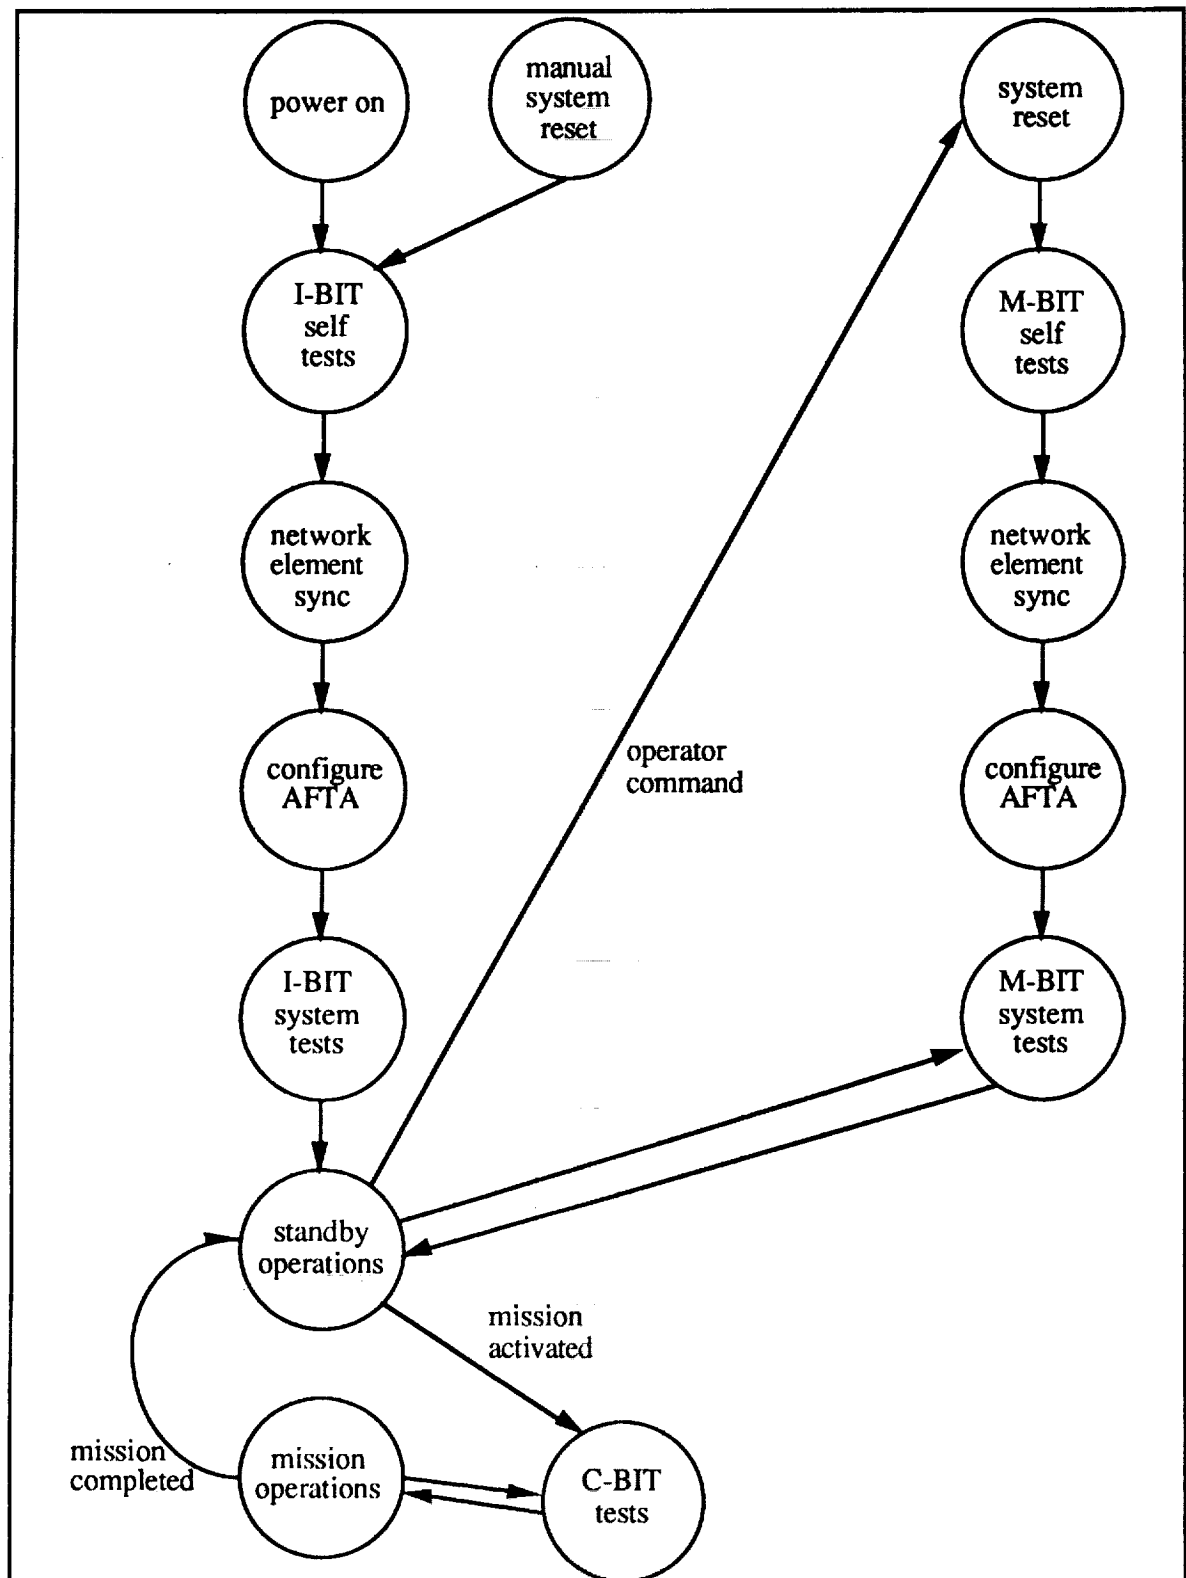 power on
manual
system
reset
system
reset
I-BIT
self
tests
M-BIT
self
tests
network
element
sync
network
element
sync
operator
command
configure
AFTA
configure
AFTA
I-BIT
system
tests
M-BIT
system
tests
standby
operations
mission
activated
mission
completed
mission
operations
C-BIT
tests